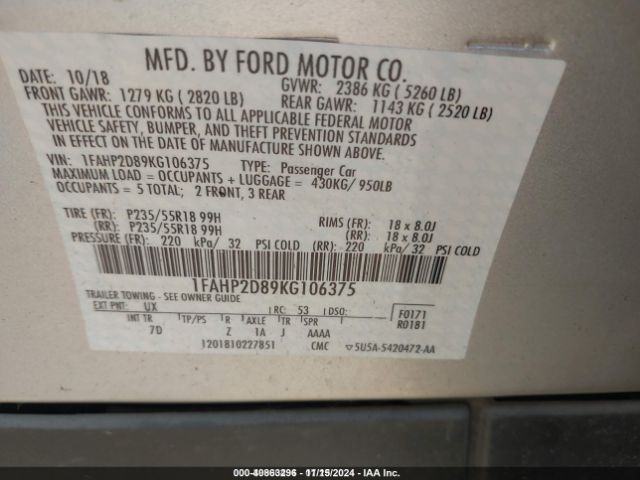 MFD. BY FORD MOTOR CO.
DATE: 10/18 GVWR: 2386 KG ( 5260 LB)
FRONT GAWR: 1279 KG ( 2820 LB) REAR GAWR: 1143 KG ( 2520 LB)
THIS VEHICLE CONFORMS TO ALL APPLICABLE FEDERAL MOTOR
VEHICLE SAFETY, BUMPER, AND THEFT PREVENTION STANDARDS
IN EFFECT ON THE DATE OF MANUFACTURE SHOWN ABOVE.
VIN: 1FAHP2D89KG106375 TYPE: Passenger Car
MAXIMUM LOAD = OCCUPANTS + LUGGAGE = 430KG/ 950LB
OCCUPANTS = 5 TOTAL; 2 FRONT, 3 REAR
TIRE (FR): P235/55R18 99H RIMS (FR): 18 x 8.0J
(RR): P235/55R18 99H (RR): 18 x 8.0J
PRESSURE (FR): 220 kPa/ 32 PSI COLD (RR): 220 kPa/ 32 PSI COLD
1FAHP2D89KG106375
TRAILER TOWING - SEE OWNER GUIDE
EXT PNT: UX RC: 53 DSO: F0171
INT TR TP/PS R AXLE TR SPR R0181
7D Z 1A J AAAA
1201810227851 CMC ▽5U5A-5420472-AA
11/15/2024 - IAA CANADA